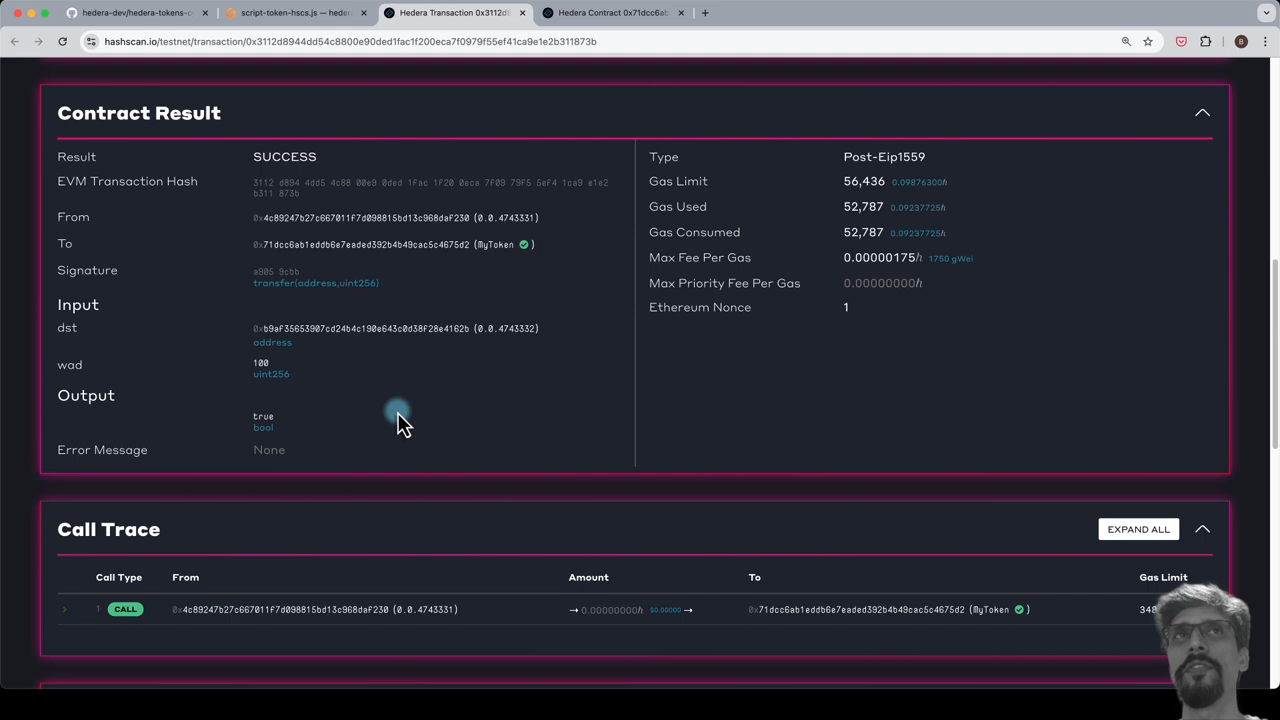 hedera-dev/hedera-tokens-c
script-token-hscs.js — heder
Hedera Transaction 0x3112d8
Hedera Contract 0x71dcc6ab
hashscan.io/testnet/transaction/0x3112d8944dd54c8800e90ded1fac1f200eca7f0979f55ef41ca9e1e2b311873b
B
Contract Result
Result SUCCESS
EVM Transaction Hash 3112 d894 4dd5 4c88 00e9 0ded 1fac 1f20 0eca 7f09 79f5 5ef4 1ca9 e1e2
b311 873b
From 0x4c89247b27c667011f7d098815bd13c968daf230 (0.0.4743331)
To 0x71dcc6ab1eddb6e7eaded392b4b49cac5c4675d2 (MyToken )
Signature a905 9cbb
transfer(address,uint256)
Input
dst 0xb9af35653907cd24b4c190e643c0d38f28e4162b (0.0.4743332)
address
wad 100
uint256
Output
true
bool
Error Message None
Type Post-Eip1559
Gas Limit 56,436 0.09876300ℏ
Gas Used 52,787 0.09237725ℏ
Gas Consumed 52,787 0.09237725ℏ
Max Fee Per Gas 0.00000175ℏ 1750 gWei
Max Priority Fee Per Gas 0.00000000ℏ
Ethereum Nonce 1
Call Trace EXPAND ALL
Call Type From Amount To Gas Limit
1 CALL 0x4c89247b27c667011f7d098815bd13c968daf230 (0.0.4743331) → 0.00000000ℏ $0.00000 → 0x71dcc6ab1eddb6e7eaded392b4b49cac5c4675d2 (MyToken ) 348